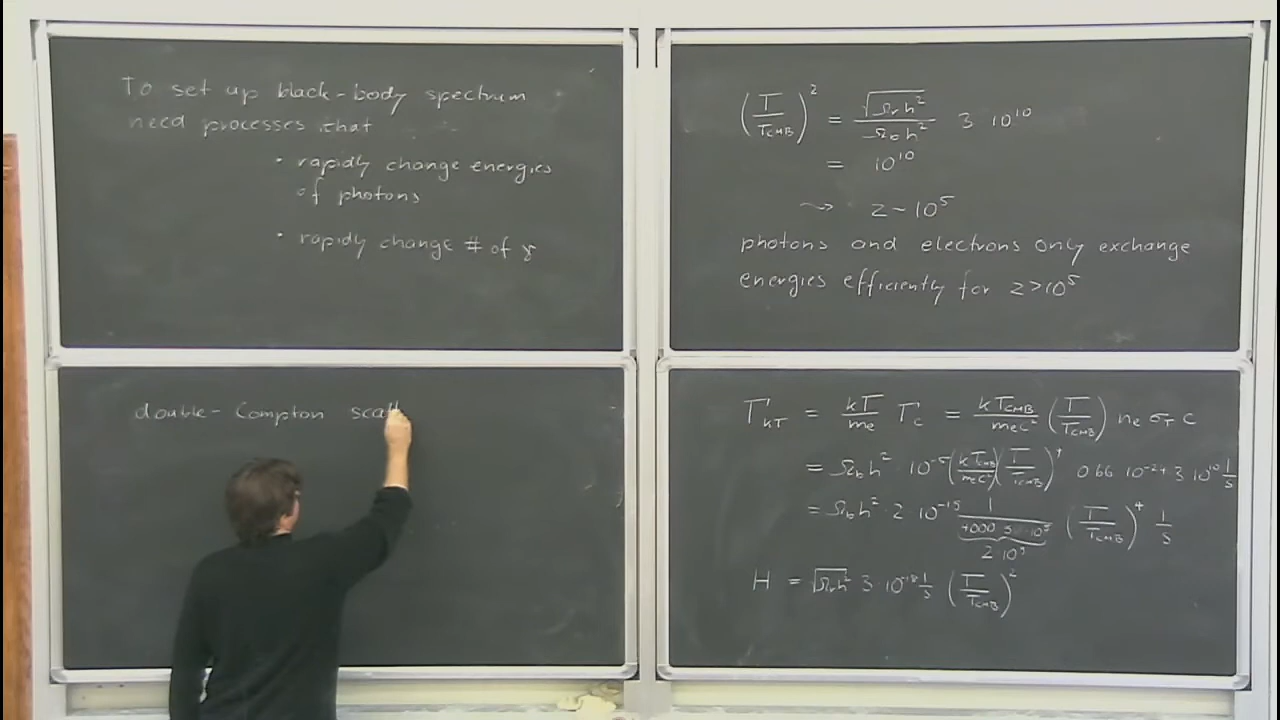 To set up black-body spectrum
need processes that
• rapidly change energies
of photons
• rapidly change # of γ
double-Compton scatt
(T/T_CMB)² = √(Ω_r h²)/(Ω_b h²) 3 10¹⁰
= 10¹⁰
⇝ z ~ 10⁵
photons and electrons only exchange
energies efficiently for z > 10⁵
Γ_kT = kT/m_e Γ_c = kT_CMB/(m_e c²) (T/T_CMB) n_e σ_T c
= Ω_b h² · 10⁻⁵ (kT_CMB/(m_e c²)) (T/T_CMB)⁴ 0.66 10⁻²⁴ 3 10¹⁰ 1/s
= Ω_b h² · 2 10⁻¹⁵ 1/(4000 5 · 10⁵) (T/T_CMB)⁴ 1/s
2 10⁹
H = √(Ω_r h²) 3 · 10⁻¹⁸ 1/s (T/T_CMB)²